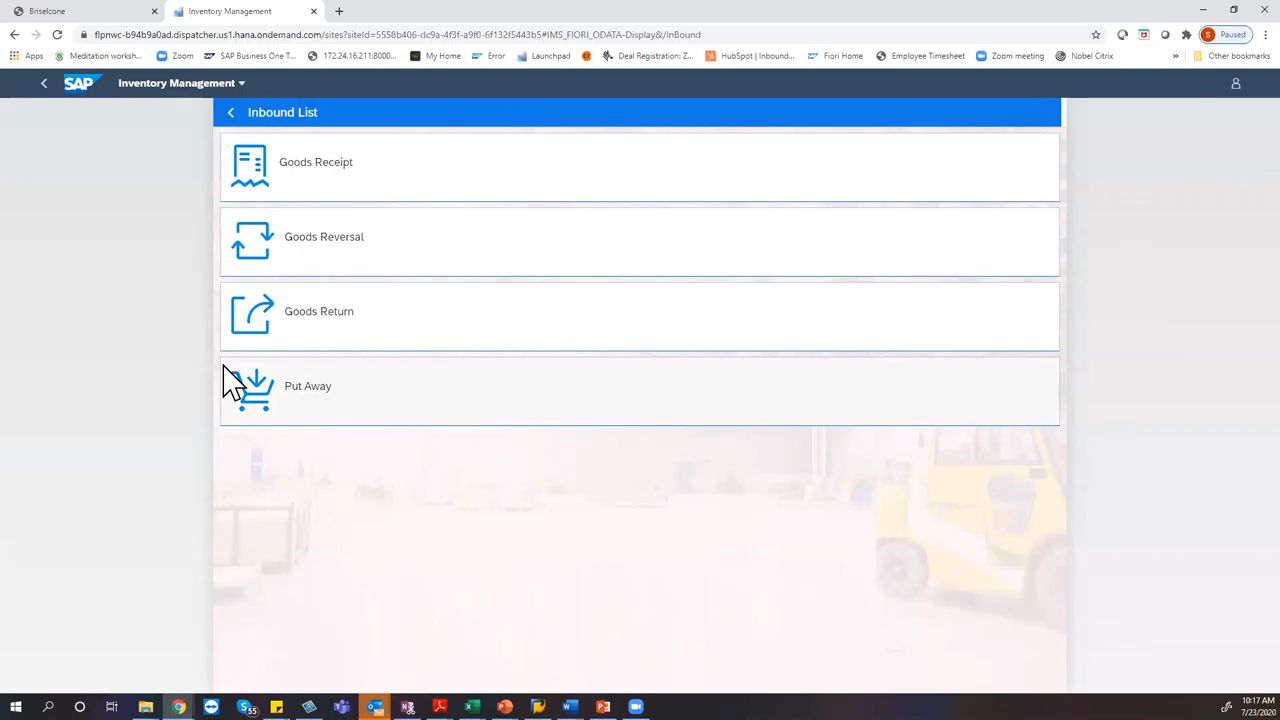 Briselcone
Inventory Management
flpnwc-b94b9a0ad.dispatcher.us1.hana.ondemand.com/sites?siteId=5558b406-dc9a-4f3f-a9f0-6f132f5443b5#IMS_FIORI_ODATA-Display&/InBound
S Paused
Apps Meditation worksh... Zoom SAP Business One T... 172.24.16.211:8000... My Home Error Launchpad Deal Registration: Z... HubSpot | Inbound... Fiori Home Employee Timesheet Zoom meeting Nobel Citrix » Other bookmarks
SAP Inventory Management
Inbound List
Goods Receipt
Goods Reversal
Goods Return
Put Away
55
10:17 AM
7/23/2020